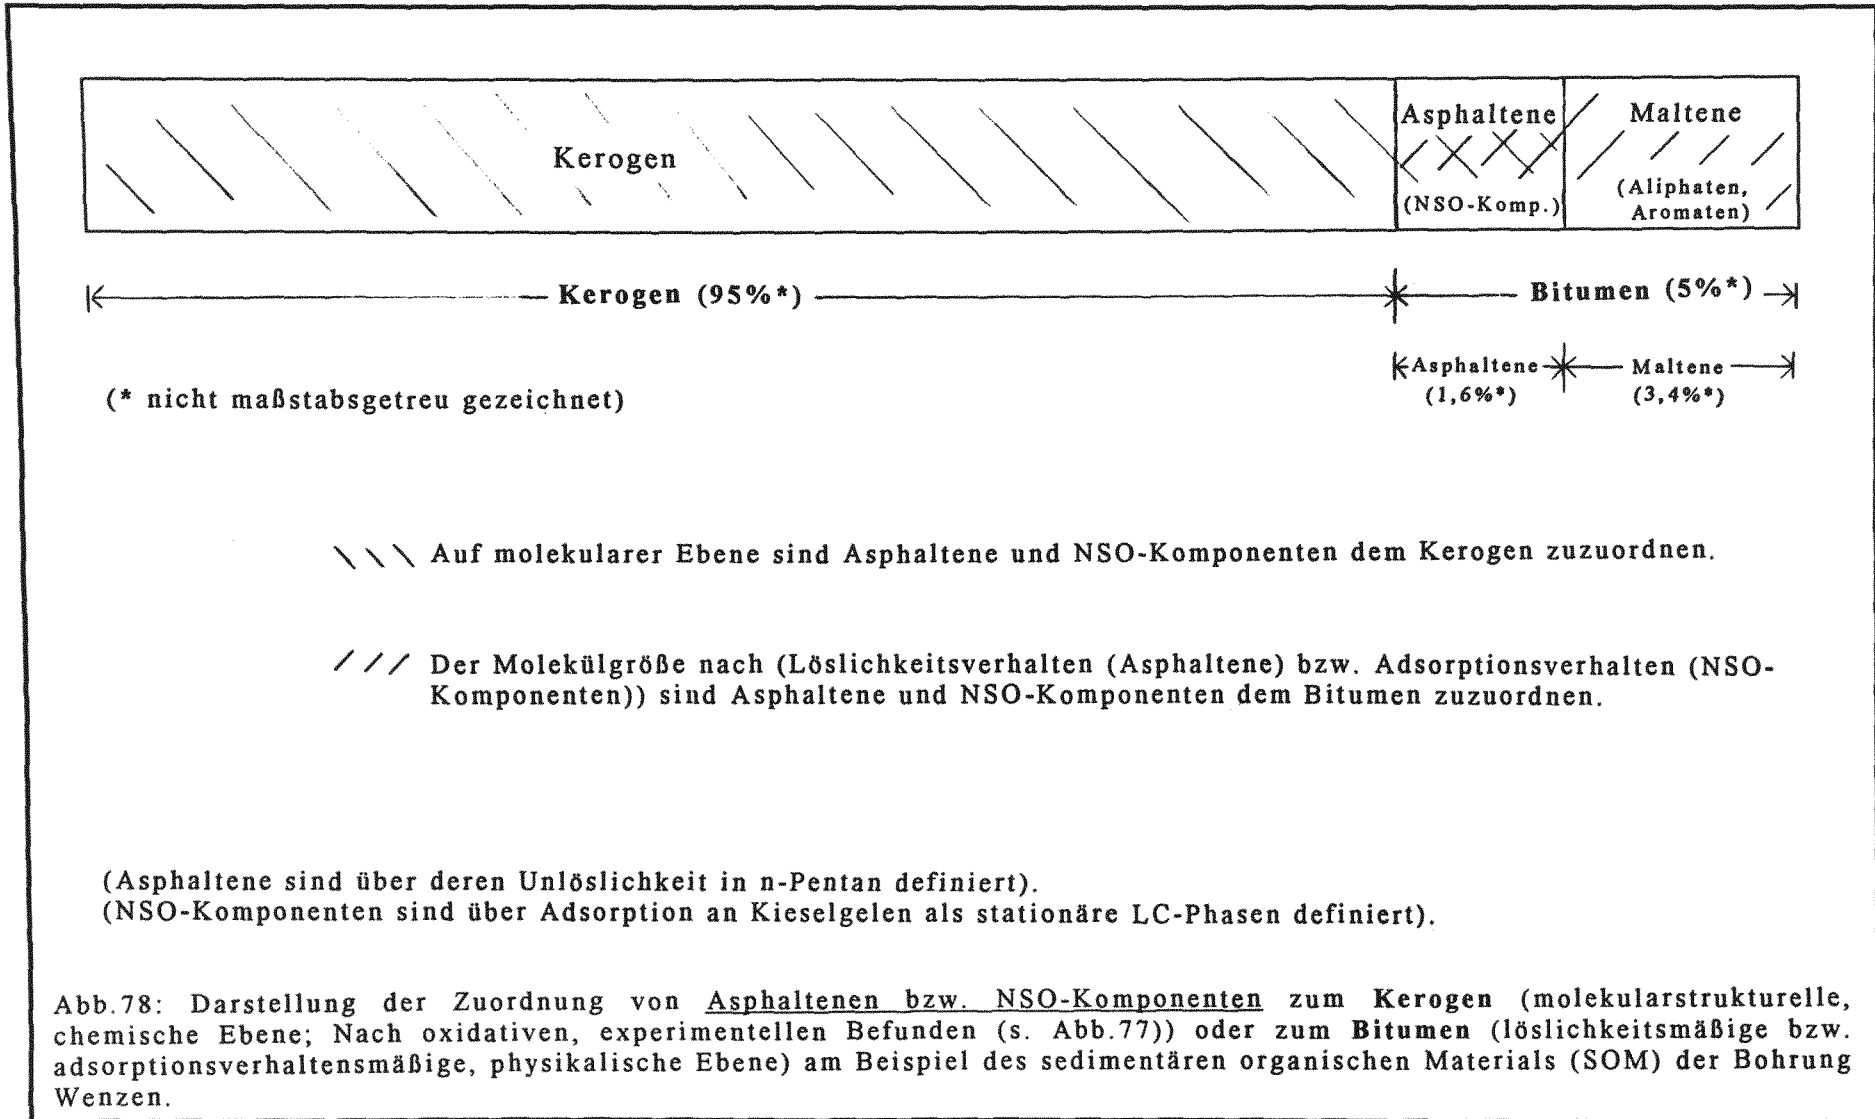 Asphaltene
Maltene
Kerogen
(NSO-Komp.)
(Aliphaten,
Aromaten)
Kerogen (95%*)
Bitumen (5%*)
Asphaltene
(1,6%*)
Maltene
(3,4%*)
(* nicht maßstabsgetreu gezeichnet)
Auf molekularer Ebene sind Asphaltene und NSO-Komponenten dem Kerogen zuzuordnen.
Der Molekülgröße nach (Löslichkeitsverhalten (Asphaltene) bzw. Adsorptionsverhalten (NSO-
Komponenten)) sind Asphaltene und NSO-Komponenten dem Bitumen zuzuordnen.
(Asphaltene sind über deren Unlöslichkeit in n-Pentan definiert).
(NSO-Komponenten sind über Adsorption an Kieselgelen als stationäre LC-Phasen definiert).
Abb.78: Darstellung der Zuordnung von Asphaltenen bzw. NSO-Komponenten zum Kerogen (molekularstrukturelle,
chemische Ebene; Nach oxidativen, experimentellen Befunden (s. Abb.77)) oder zum Bitumen (löslichkeitsmäßige bzw.
adsorptionsverhaltensmäßige, physikalische Ebene) am Beispiel des sedimentären organischen Materials (SOM) der Bohrung
Wenzen.